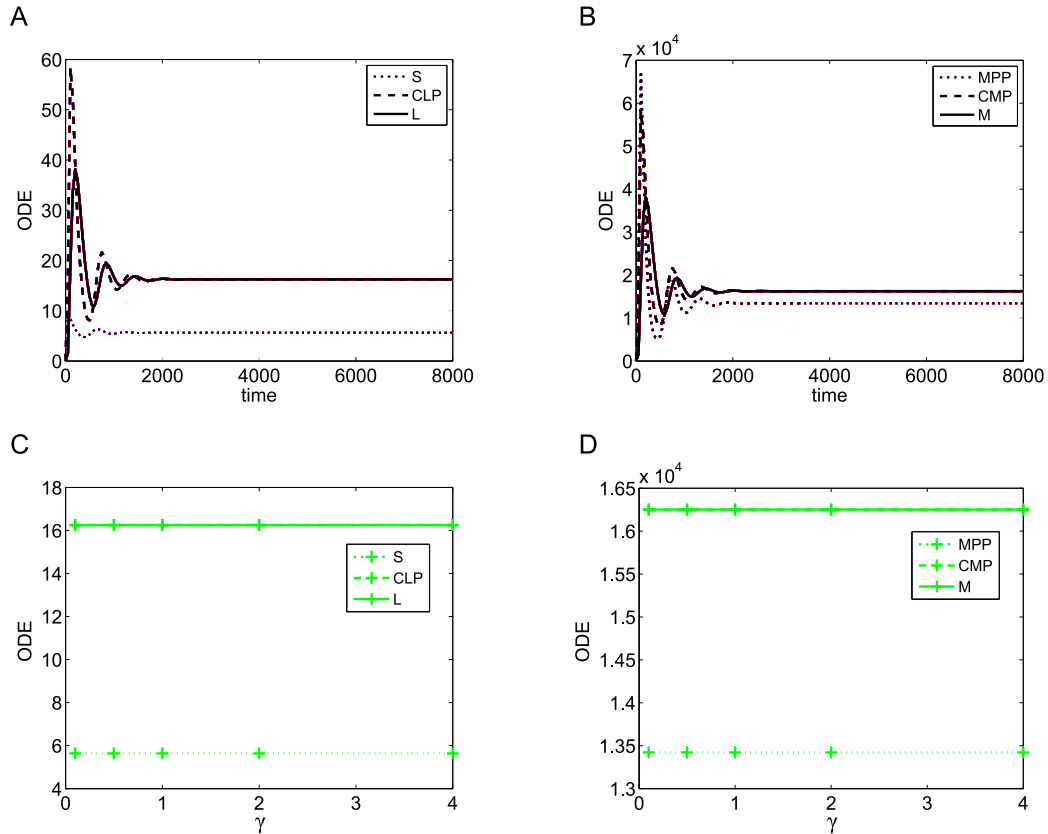 A
60
50
40
30
20
10
0
ODE
0 2000 4000 6000 8000
time
S
CLP
L
B
x 10^4
7
6
5
4
3
2
1
0
ODE
0 2000 4000 6000 8000
time
MPP
CMP
M
C
18
16
14
12
10
8
6
4
ODE
0 1 2 3 4
γ
S
CLP
L
D
x 10^4
1.65
1.6
1.55
1.5
1.45
1.4
1.35
1.3
ODE
0 1 2 3 4
γ
MPP
CMP
M